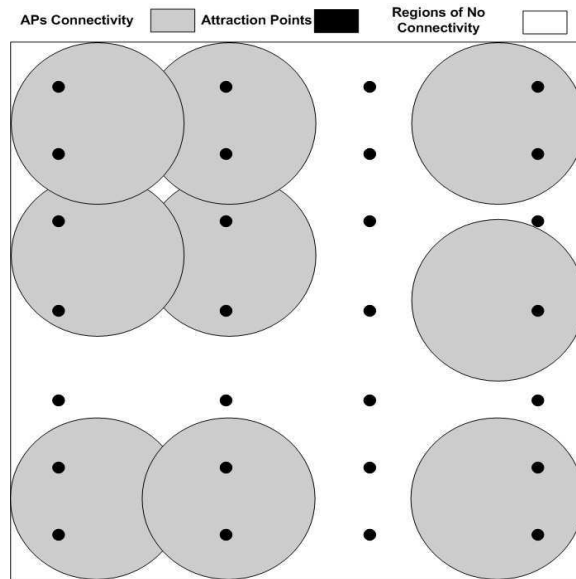 APs Connectivity
Attraction Points
Regions of No
Connectivity